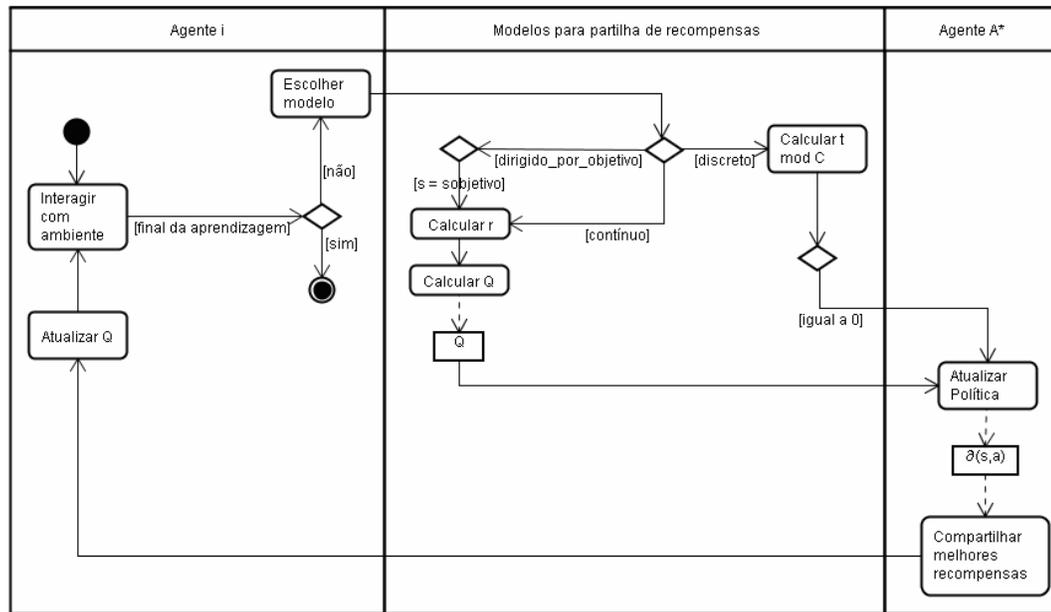 Agente i
Modelos para partilha de recompensas
Agente A*
Escolher
modelo
Calcular t
mod C
[dirigido_por_objetivo]
[discreto]
[não]
[s = sobjetivo]
Interagir
com
ambiente
[final da aprendizagem]
Calcular r
[contínuo]
[sim]
Calcular Q
[igual a 0]
Atualizar Q
Q
Atualizar
Política
∂(s,a)
Compartilhar
melhores
recompensas